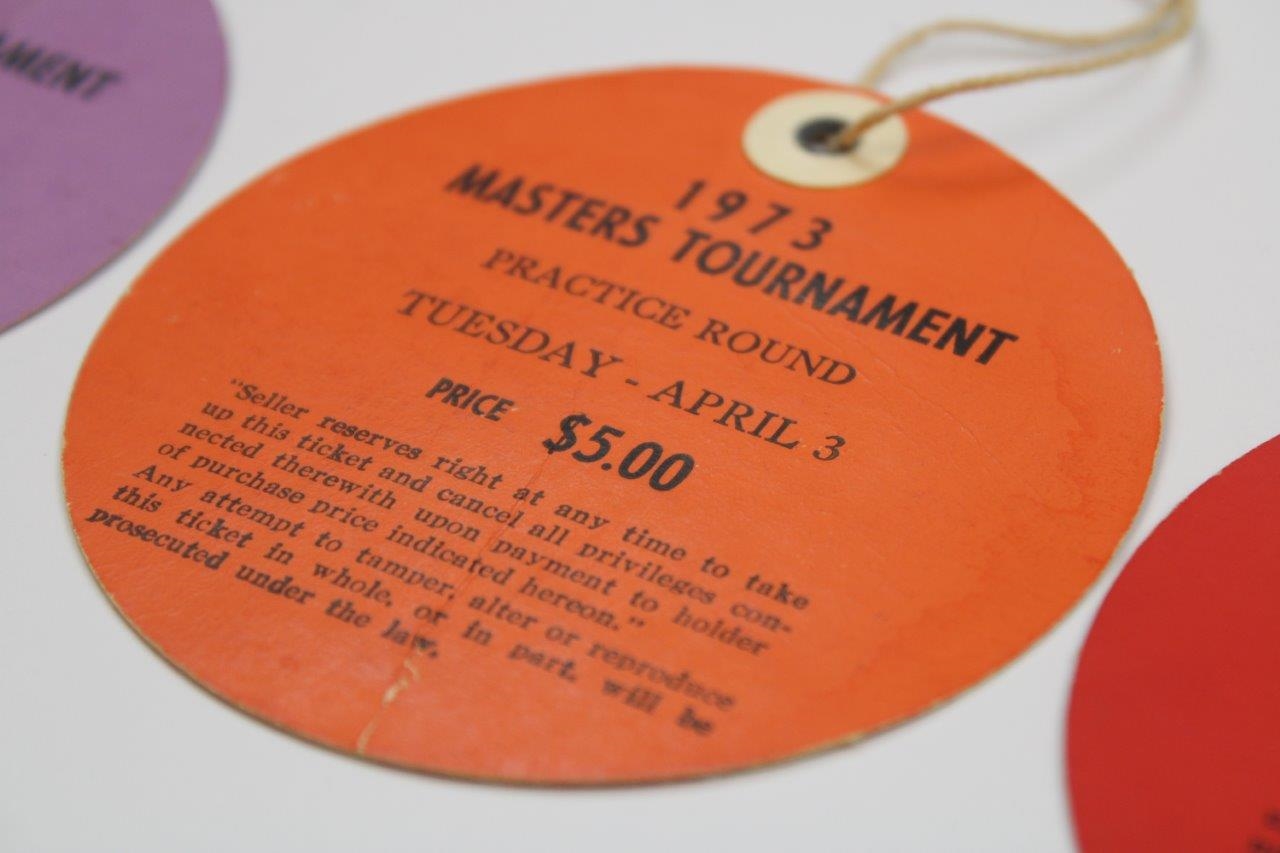 AMENT
1973
MASTERS TOURNAMENT
PRACTICE ROUND
TUESDAY - APRIL 3
PRICE $5.00
"Seller reserves right at any time to take
up this ticket and cancel all privileges con-
nected therewith upon payment to holder
of purchase price indicated hereon."
Any attempt to tamper, alter or reproduce
this ticket in whole, or in part, will be
prosecuted under the law.